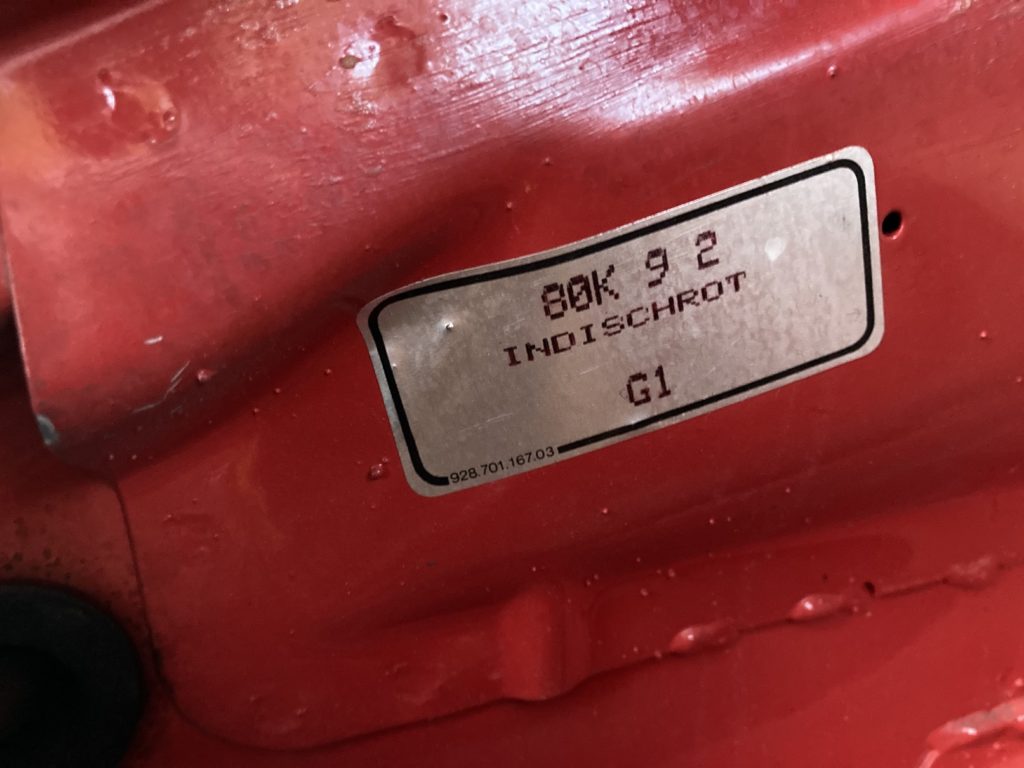 80K 9 2
INDISCHROT
G1
928.701.167.03